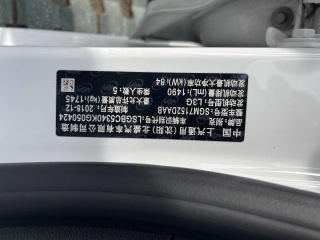 中国 上汽通用(沈阳)北盛汽车有限公司 制造
品牌:别克 车辆识别代号:LSGBC5340KG050424
整车型号:SGM7152DAAB 制造年月:2018-12
发动机型号:L3G 最大允许总质量(kg):1745
发动机排量(mL):1490 乘坐人数:5
发动机最大净功率(kW):84